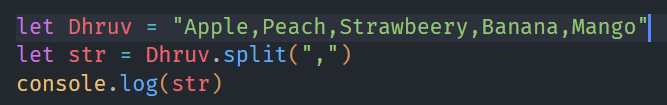 let Dhruv = "Apple,Peach,Strawbeery,Banana,Mango"
let str = Dhruv.split(",")
console.log(str)